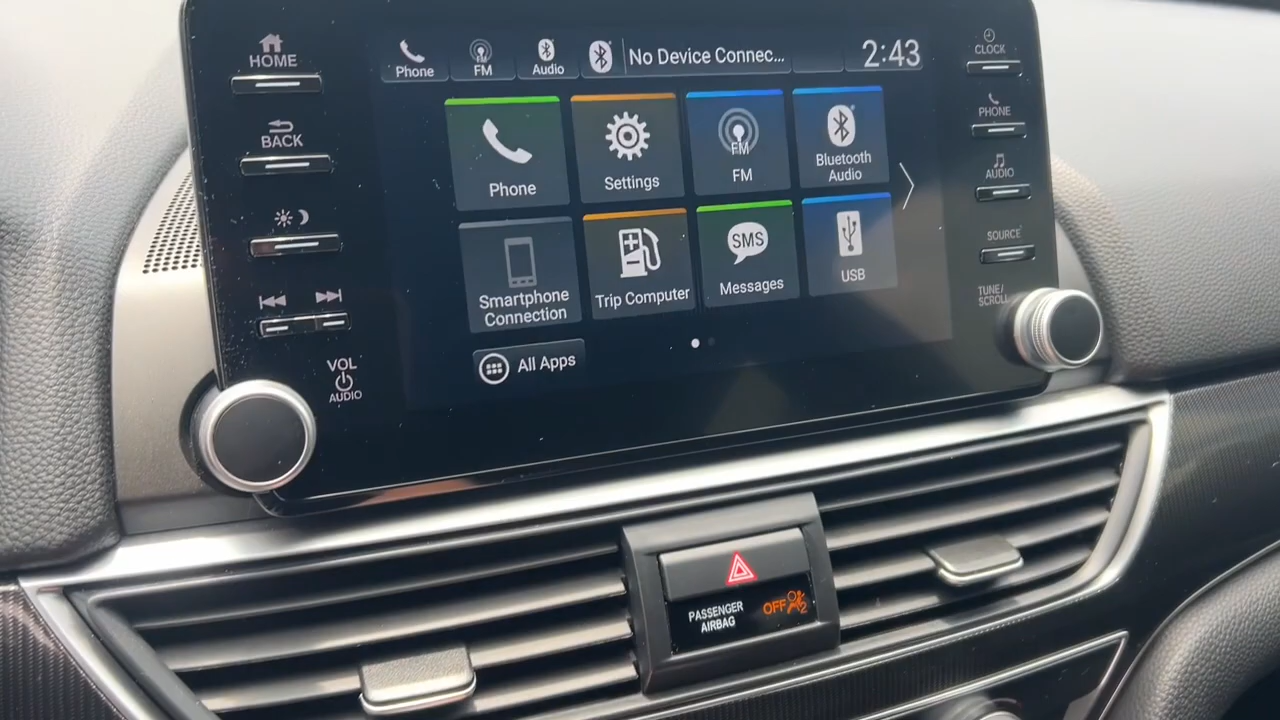 HOME
BACK
VOL
AUDIO
Phone
FM
Audio
No Device Connec...
2:43
Phone
Settings
FM
FM
Bluetooth
Audio
Smartphone
Connection
Trip Computer
SMS
Messages
USB
All Apps
CLOCK
PHONE
AUDIO
SOURCE
TUNE/
SCROLL
PASSENGER
AIRBAG
OFF
2